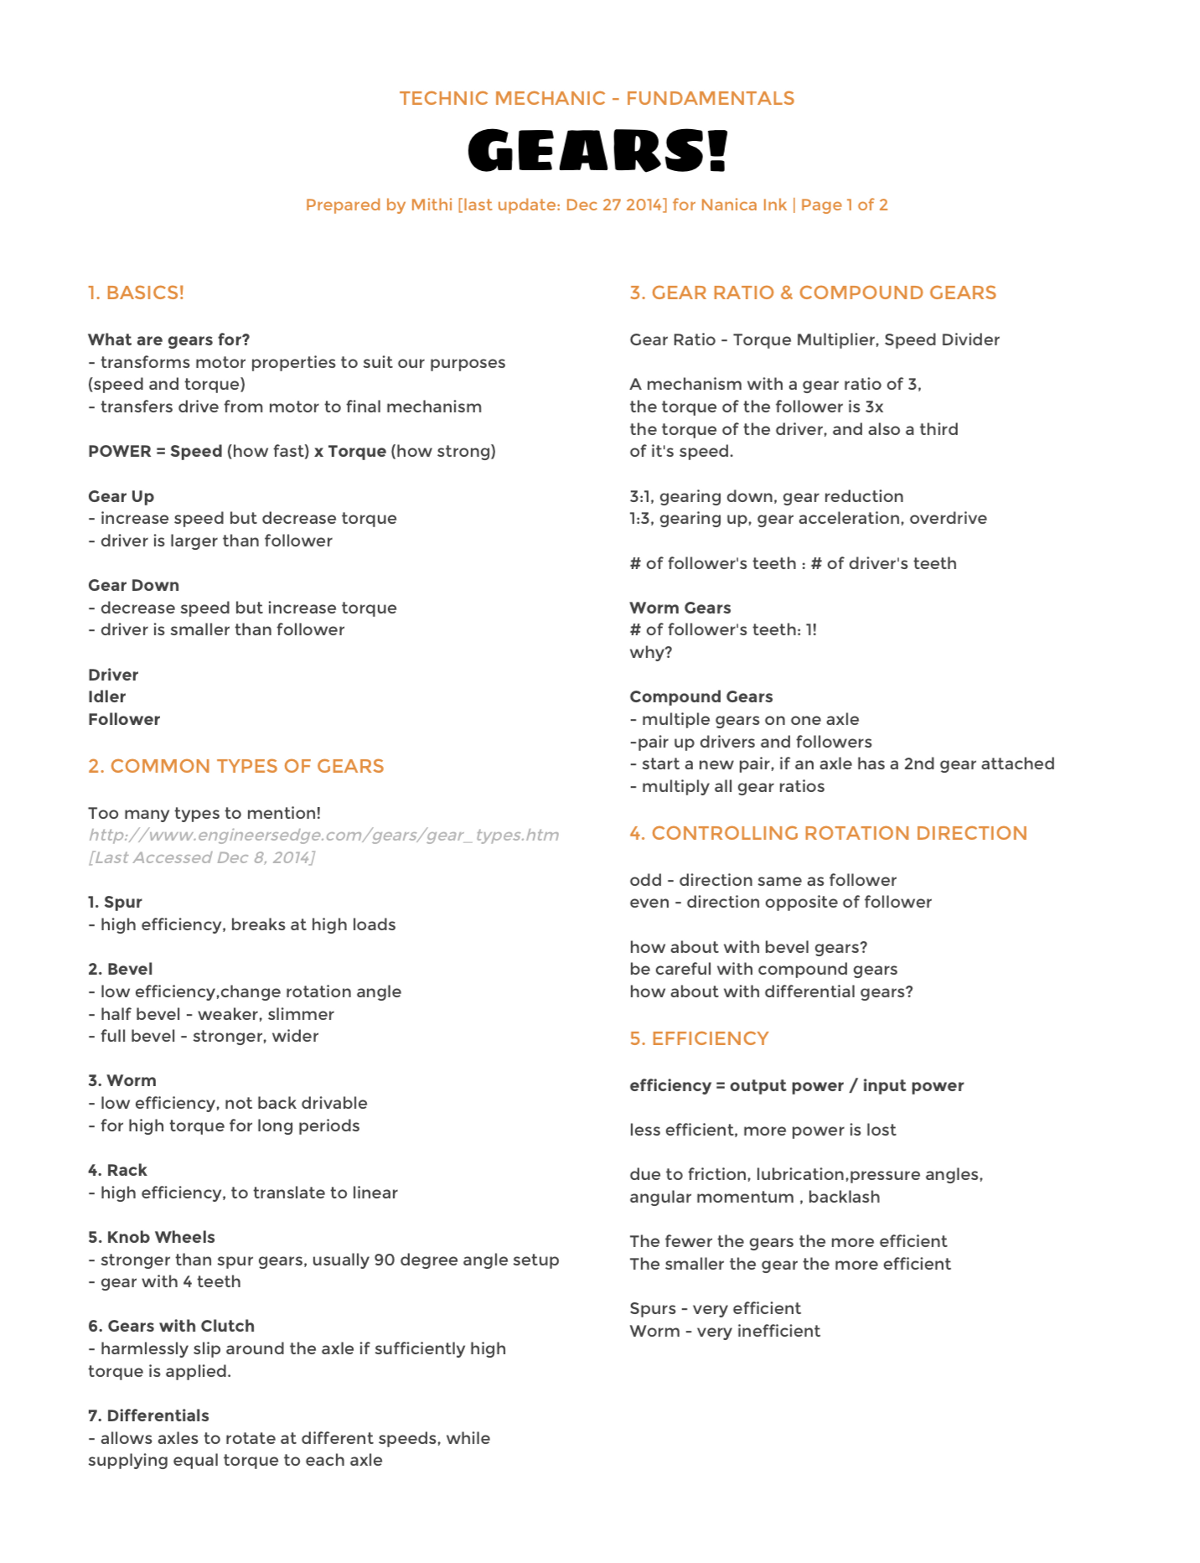 TECHNIC MECHANIC - FUNDAMENTALS
GEARS!
Prepared by Mithi [last update: Dec 27 2014] for Nanica Ink | Page 1 of 2
1. BASICS!
What are gears for?
- transforms motor properties to suit our purposes
(speed and torque)
- transfers drive from motor to final mechanism
POWER = Speed (how fast) x Torque (how strong)
Gear Up
- increase speed but decrease torque
- driver is larger than follower
Gear Down
- decrease speed but increase torque
- driver is smaller than follower
Driver
Idler
Follower
2. COMMON TYPES OF GEARS
Too many types to mention!
http://www.engineersedge.com/gears/gear_types.htm
[Last Accessed Dec 8, 2014]
1. Spur
- high efficiency, breaks at high loads
2. Bevel
- low efficiency,change rotation angle
- half bevel - weaker, slimmer
- full bevel - stronger, wider
3. Worm
- low efficiency, not back drivable
- for high torque for long periods
4. Rack
- high efficiency, to translate to linear
5. Knob Wheels
- stronger than spur gears, usually 90 degree angle setup
- gear with 4 teeth
6. Gears with Clutch
- harmlessly slip around the axle if sufficiently high
torque is applied.
7. Differentials
- allows axles to rotate at different speeds, while
supplying equal torque to each axle
3. GEAR RATIO & COMPOUND GEARS
Gear Ratio - Torque Multiplier, Speed Divider
A mechanism with a gear ratio of 3,
the torque of the follower is 3x
the torque of the driver, and also a third
of it's speed.
3:1, gearing down, gear reduction
1:3, gearing up, gear acceleration, overdrive
# of follower's teeth : # of driver's teeth
Worm Gears
# of follower's teeth: 1!
why?
Compound Gears
- multiple gears on one axle
-pair up drivers and followers
- start a new pair, if an axle has a 2nd gear attached
- multiply all gear ratios
4. CONTROLLING ROTATION DIRECTION
odd - direction same as follower
even - direction opposite of follower
how about with bevel gears?
be careful with compound gears
how about with differential gears?
5. EFFICIENCY
efficiency = output power / input power
less efficient, more power is lost
due to friction, lubrication,pressure angles,
angular momentum , backlash
The fewer the gears the more efficient
The smaller the gear the more efficient
Spurs - very efficient
Worm - very inefficient